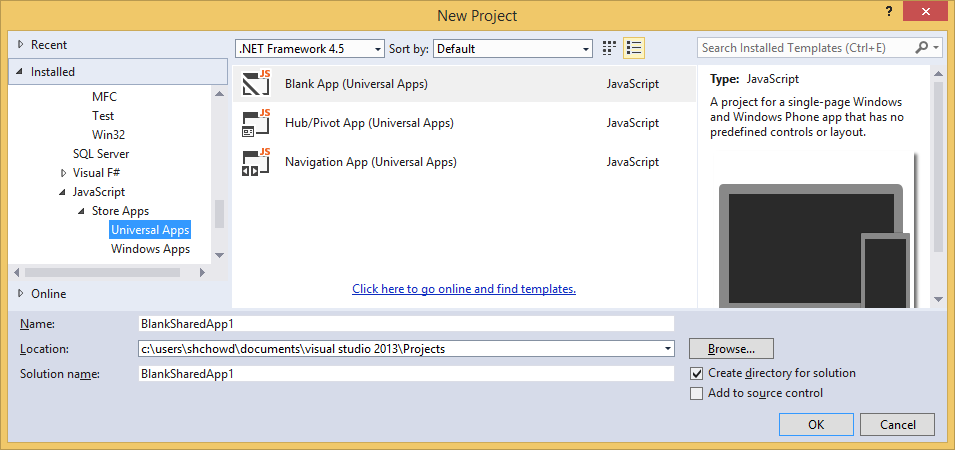 New Project
?
Recent
.NET Framework 4.5
Sort by:
Default
Search Installed Templates (Ctrl+E)
Installed
MFC
Test
Win32
SQL Server
Visual F#
JavaScript
Store Apps
Universal Apps
Windows Apps
Online
JS
Blank App (Universal Apps)
JavaScript
JS
Hub/Pivot App (Universal Apps)
JavaScript
JS
Navigation App (Universal Apps)
JavaScript
Click here to go online and find templates.
Type: JavaScript
A project for a single-page Windows
and Windows Phone app that has no
predefined controls or layout.
Name:
BlankSharedApp1
Location:
c:\users\shchowd\documents\visual studio 2013\Projects
Browse...
Solution name:
BlankSharedApp1
Create directory for solution
Add to source control
OK
Cancel